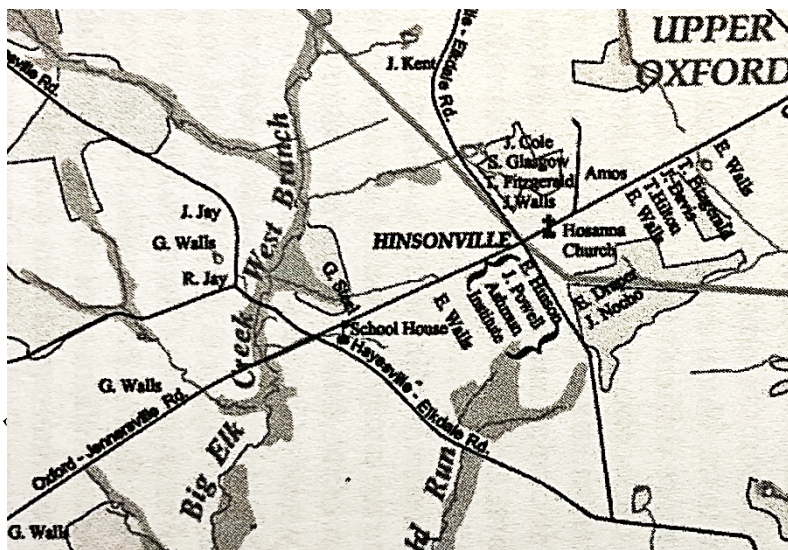 UPPER
OXFORD
J. Kent
Elkdale Rd.
sville Rd.
J. Cole
S. Glasgow
T. Fitzgerald
J. Walls
Amos
E. Walls
T. Fitzgerald
J. Davis
T. Hilton
E. Walls
Hosanna
Church
HINSONVILLE
J. Jay
G. Walls
R. Jay
Big Elk Creek West Branch
G.
School House
E. Walls
E. Hinson
J. Powell
Ashmun
Institute
E. Draper
J. Nocho
Hayesville - Elkdale Rd.
G. Walls
Oxford - Jennersville Rd.
Run
G. Walls